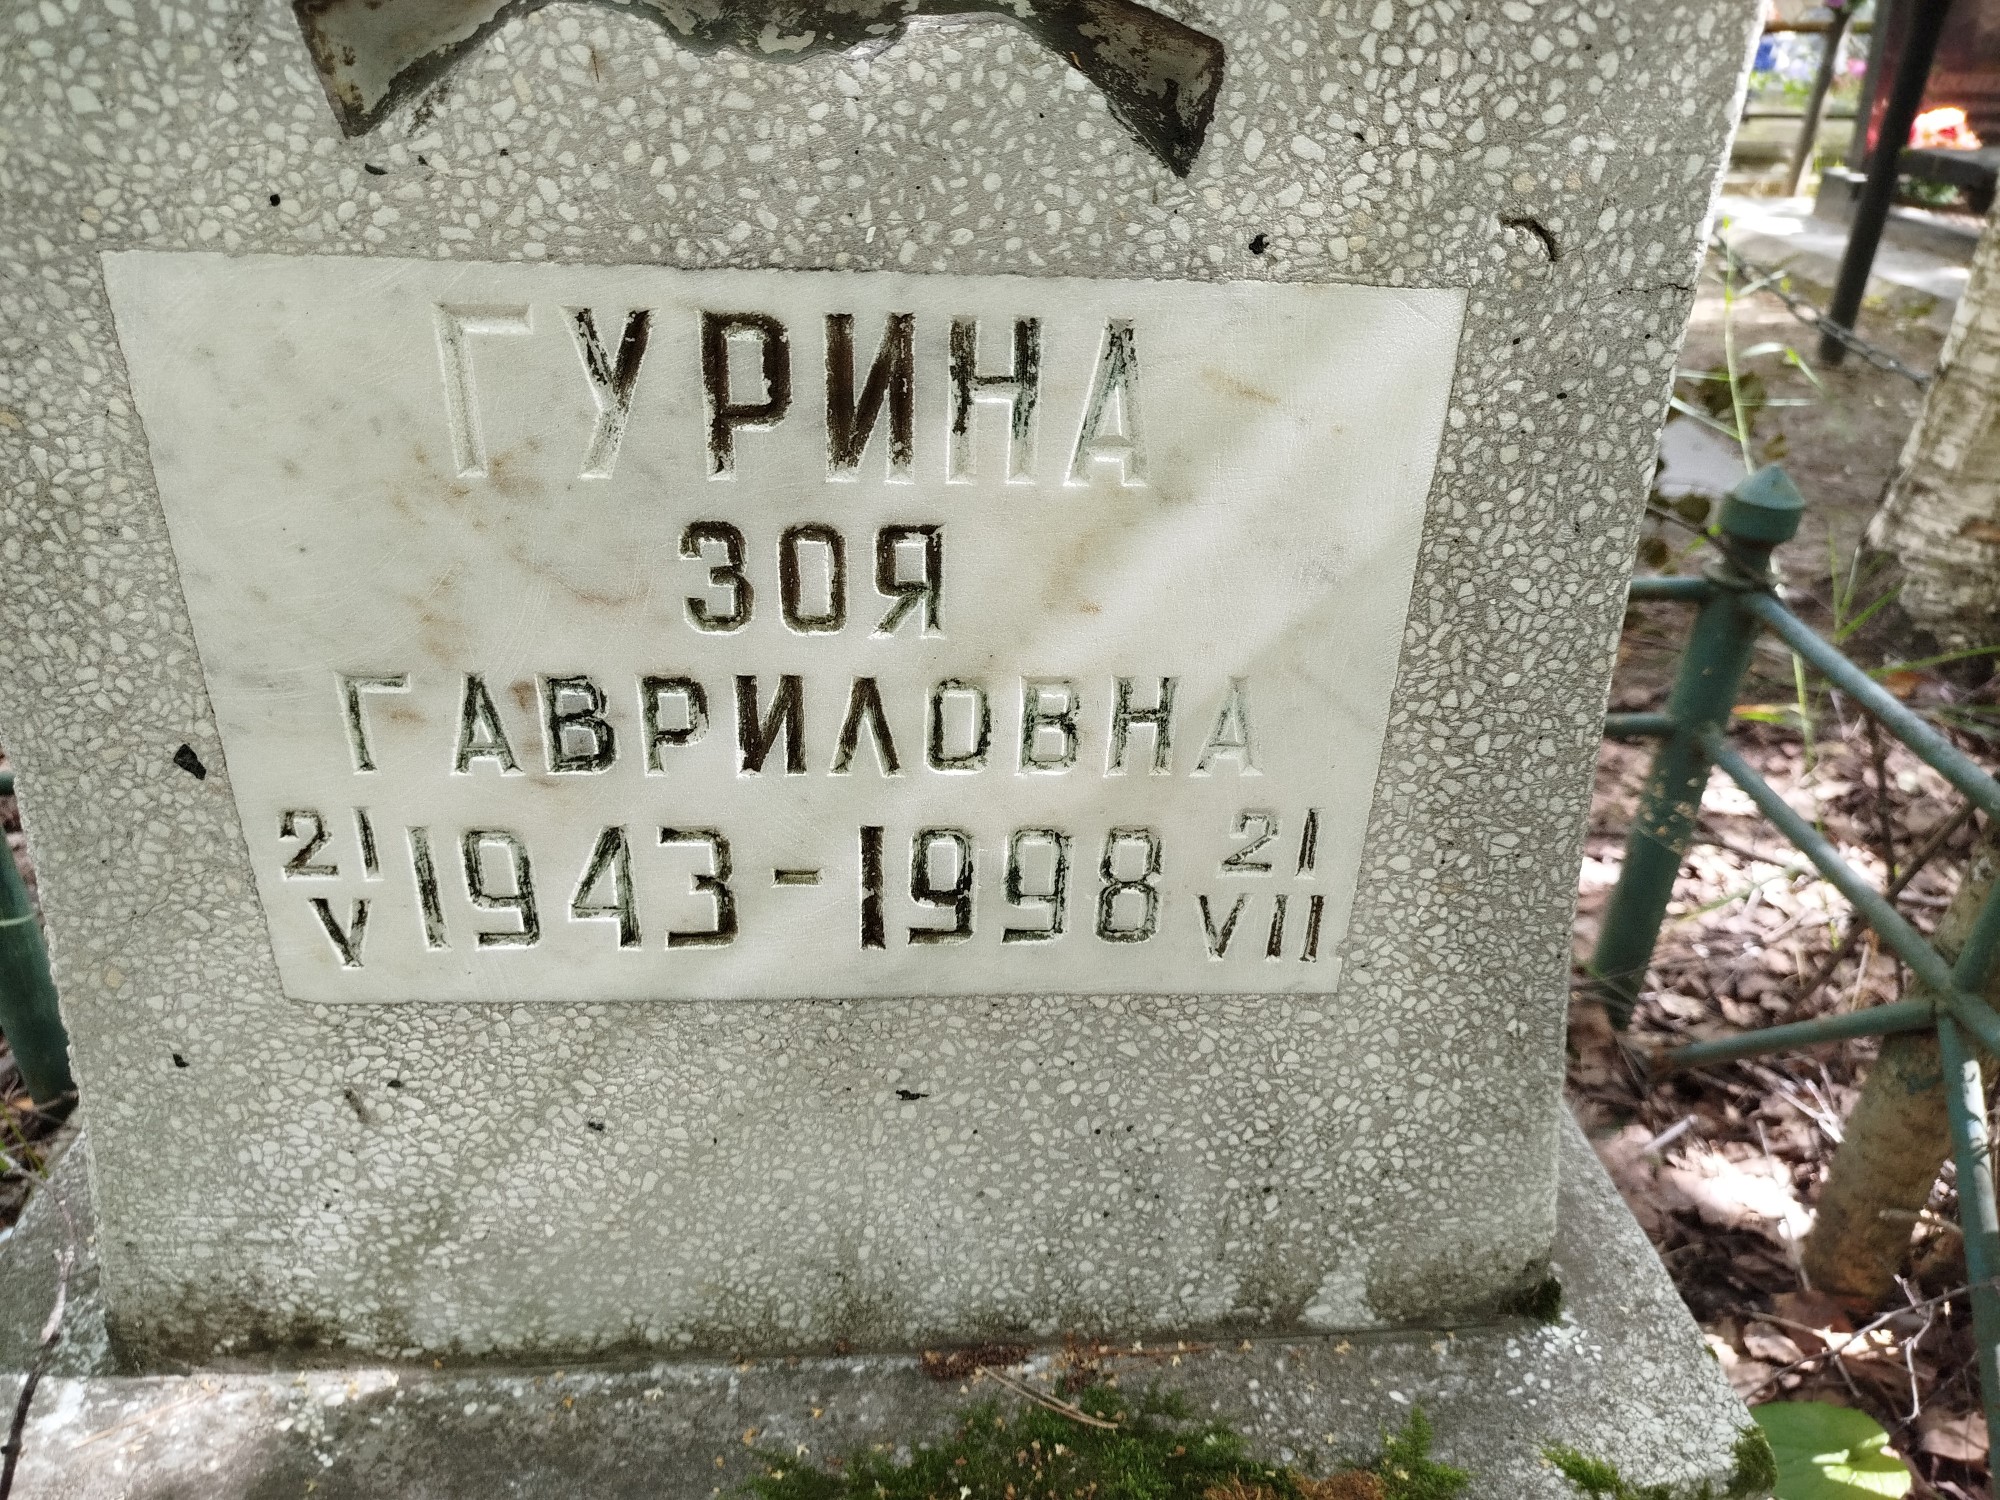 ГУРИНА
ЗОЯ
ГАВРИЛОВНА
21 V 1943-1998 21 VII